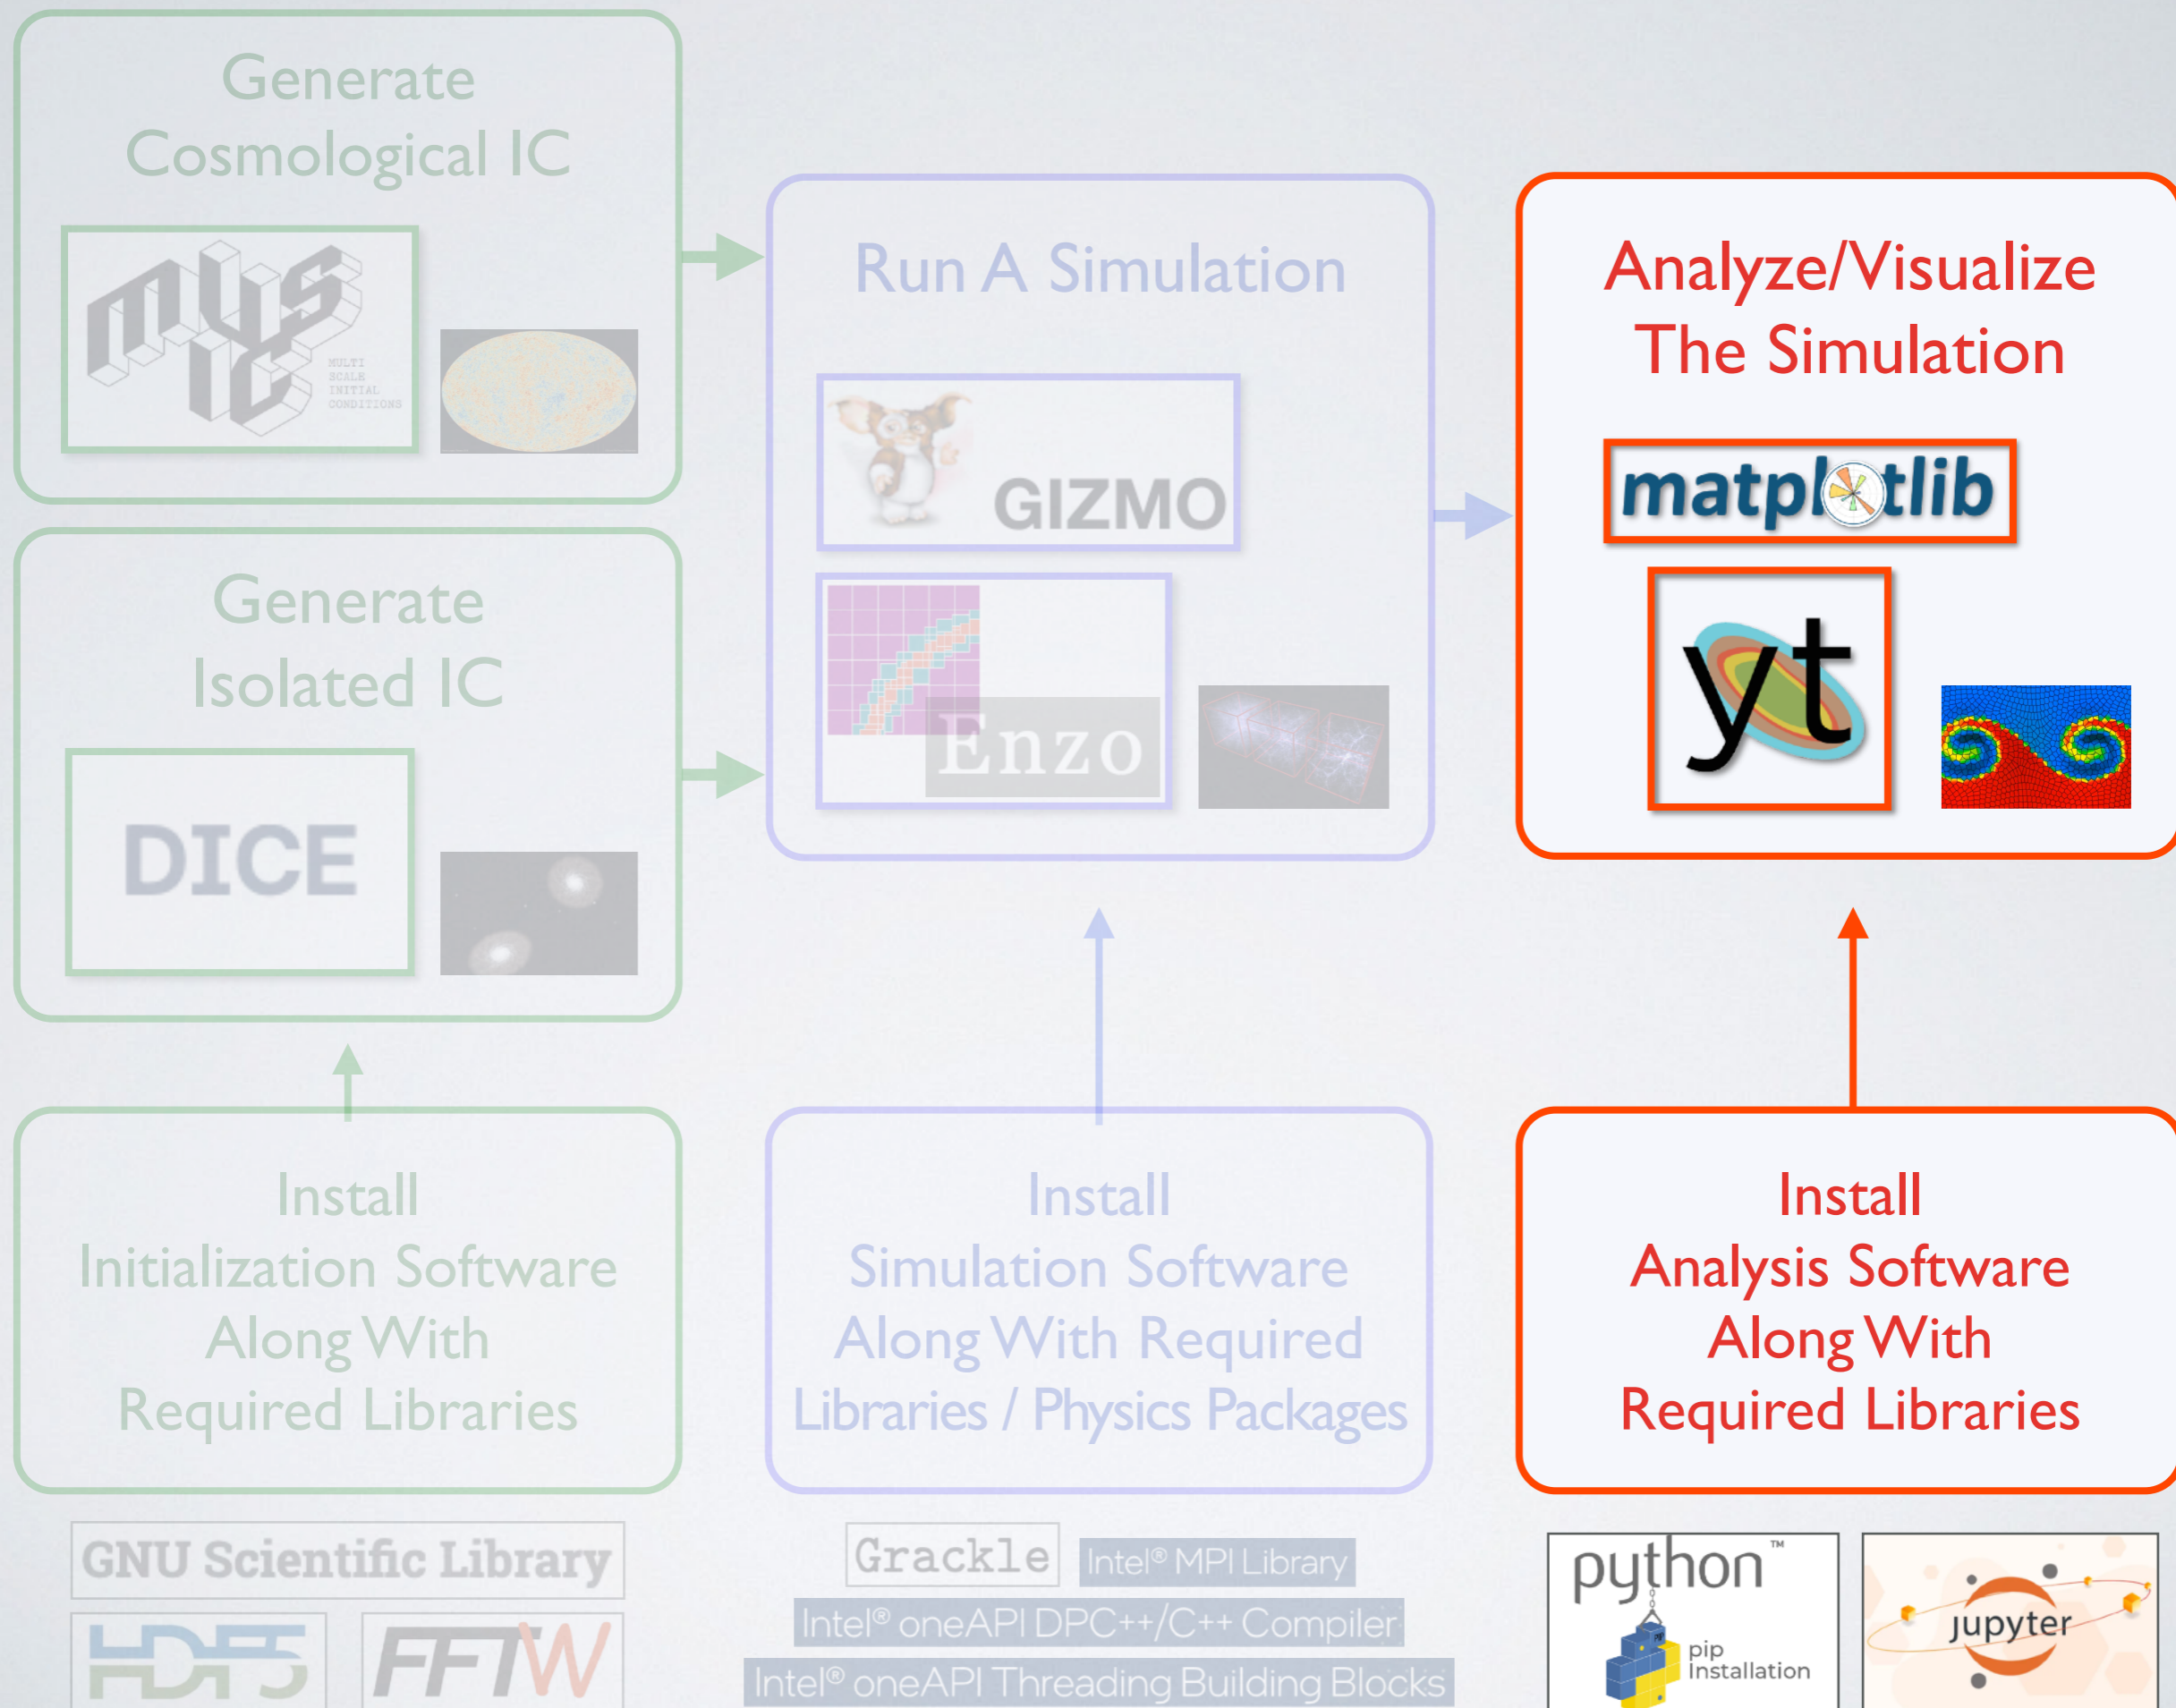 Generate
Cosmological IC
MUSIC
MULTI
SCALE
INITIAL
CONDITIONS
Generate
Isolated IC
DICE
Run A Simulation
GIZMO
Enzo
Analyze/Visualize
The Simulation
matplotlib
yt
Install
Initialization Software
Along With
Required Libraries
GNU Scientific Library
HDF5
FFTW
Install
Simulation Software
Along With Required
Libraries / Physics Packages
Grackle
Intel® MPI Library
Intel® oneAPI DPC++/C++ Compiler
Intel® oneAPI Threading Building Blocks
Install
Analysis Software
Along With
Required Libraries
python™
pip
Installation
jupyter